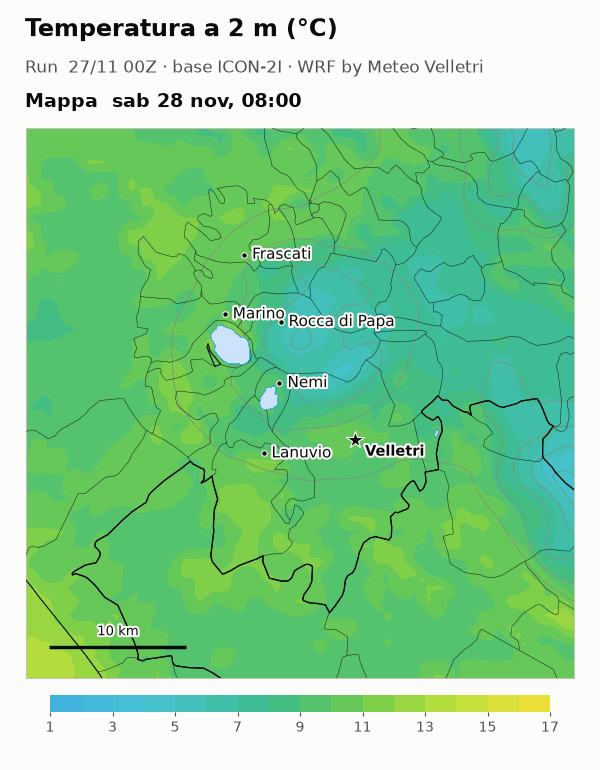 Temperatura a 2 m (°C)
Run 27/11 00Z · base ICON-2I · WRF by Meteo Velletri
Mappa sab 28 nov, 08:00
Frascati
Marino
Rocca di Papa
Nemi
Velletri
Lanuvio
10 km
1 3 5 7 9 11 13 15 17